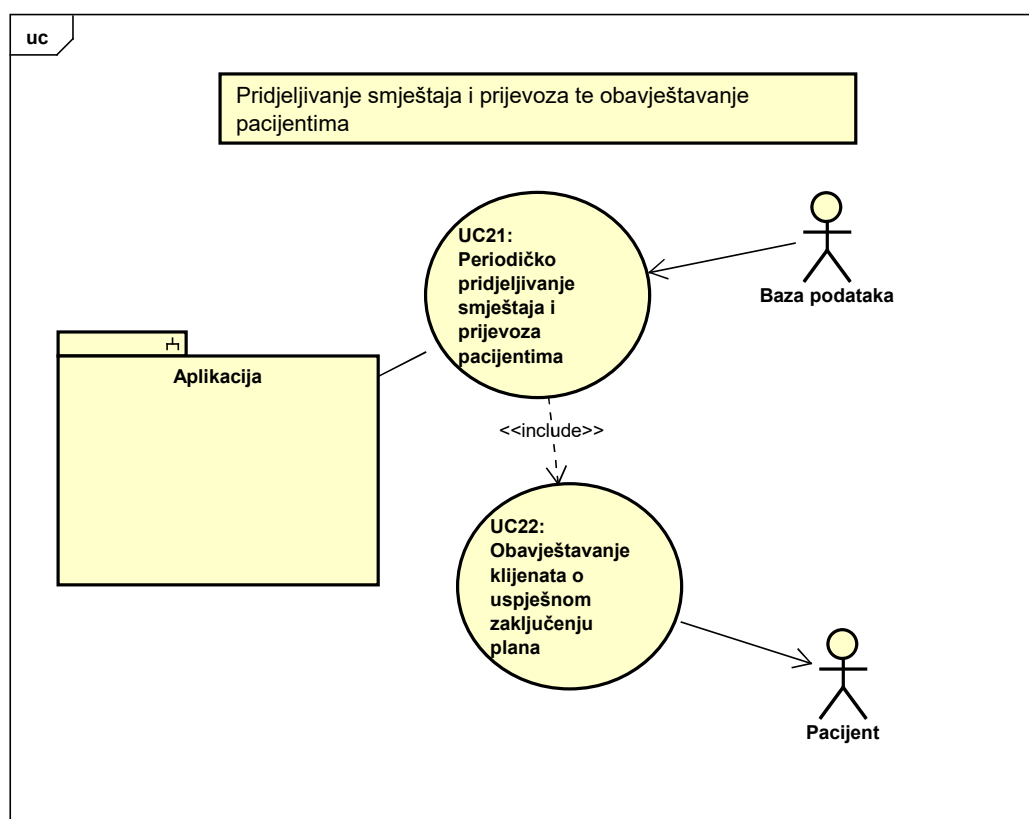 uc
Pridjeljivanje smještaja i prijevoza te obavještavanje
pacijentima
UC21:
Periodičko
pridjeljivanje
smještaja i
prijevoza
pacijentima
Baza podataka
Aplikacija
<<include>>
UC22:
Obavještavanje
klijenata o
uspješnom
zaključenju
plana
Pacijent